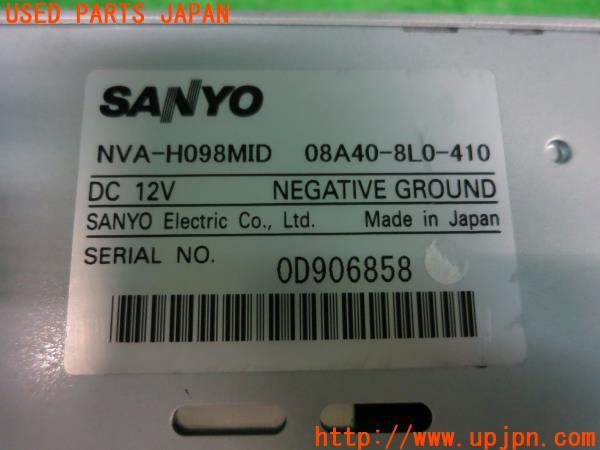 USED PARTS JAPAN
SANYO
NVA-H098MID 08A40-8L0-410
DC 12V NEGATIVE GROUND
SANYO Electric Co., Ltd. Made in Japan
SERIAL NO. 0D906858
http://www.upjpn.com